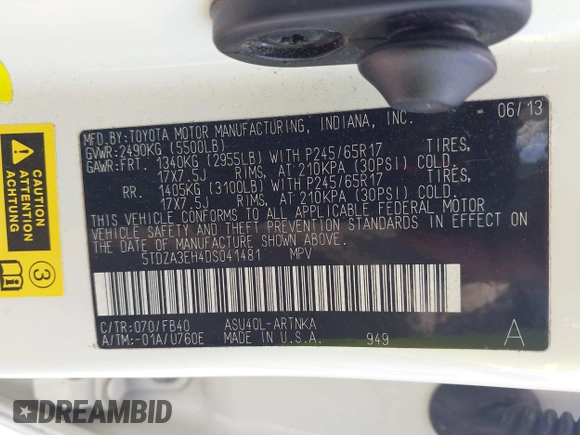 MFD.BY:TOYOTA MOTOR MANUFACTURING, INDIANA, INC. 06/13
GVWR:2490KG (5500LB)
GAWR:FRT. 1340KG (2955LB) WITH P245/65R17 TIRES,
17X7.5J RIMS, AT 210KPA (30PSI) COLD.
RR. 1405KG (3100LB) WITH P245/65R17 TIRES,
17X7.5J RIMS, AT 210KPA (30PSI) COLD.
THIS VEHICLE CONFORMS TO ALL APPLICABLE FEDERAL MOTOR
VEHICLE SAFETY AND THEFT PREVENTION STANDARDS IN EFFECT ON
THE DATE OF MANUFACTURE SHOWN ABOVE.
5TDZA3EH4DS041481 MPV
C/TR:070/FB40 ASU40L-ARTNKA
A/TM:-01A/U760E MADE IN U.S.A. 949 A
CAUTION
ACHTUNG
3
DREAMBID